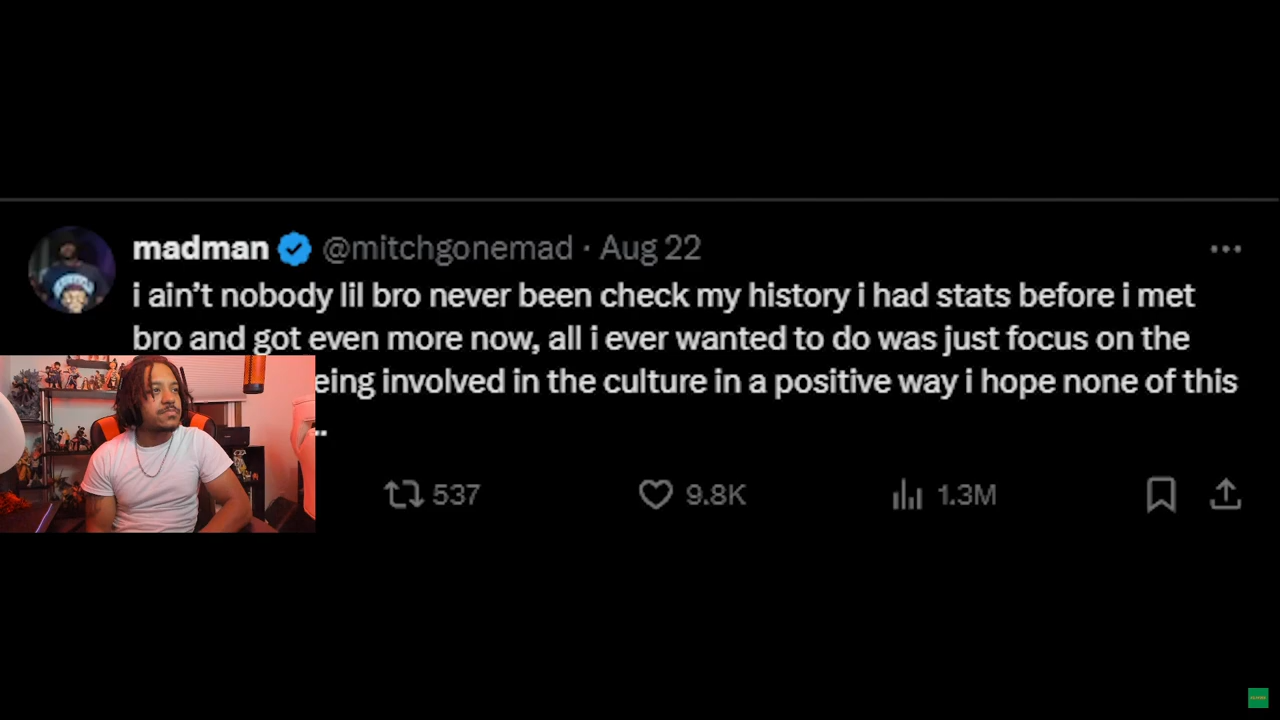 madman @mitchgonemad · Aug 22
i ain't nobody lil bro never been check my history i had stats before i met
bro and got even more now, all i ever wanted to do was just focus on the
involved in the culture in a positive way i hope none of this
537 9.8K 1.3M